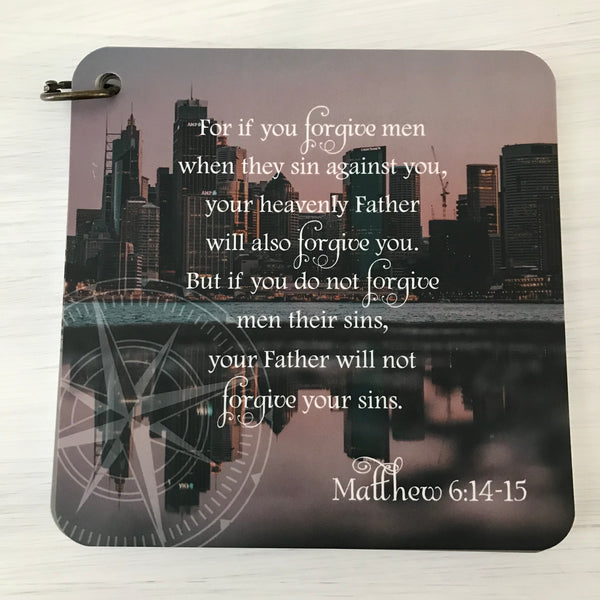 For if you forgive men
when they sin against you,
your heavenly Father
will also forgive you.
But if you do not forgive
men their sins,
your Father will not
forgive your sins.
Matthew 6:14-15